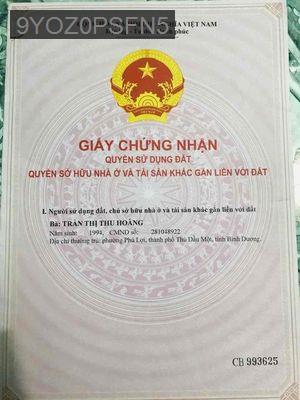 9YOZ0PSFN5
NGHĨA VIỆT NAM
phúc
GIẤY CHỨNG NHẬN
QUYỀN SỬ DỤNG ĐẤT
QUYỀN SỞ HỮU NHÀ Ở VÀ TÀI SẢN KHÁC GẮN LIỀN VỚI ĐẤT
I. Người sử dụng đất, chủ sở hữu nhà ở và tài sản khác gắn liền với đất
Bà: TRẦN THỊ THU HOÀNG
Năm sinh: 1994, CMND số: 281048922
Địa chỉ thường trú: phường Phú Lợi, thành phố Thủ Dầu Một, tỉnh Bình Dương.
CB 993625